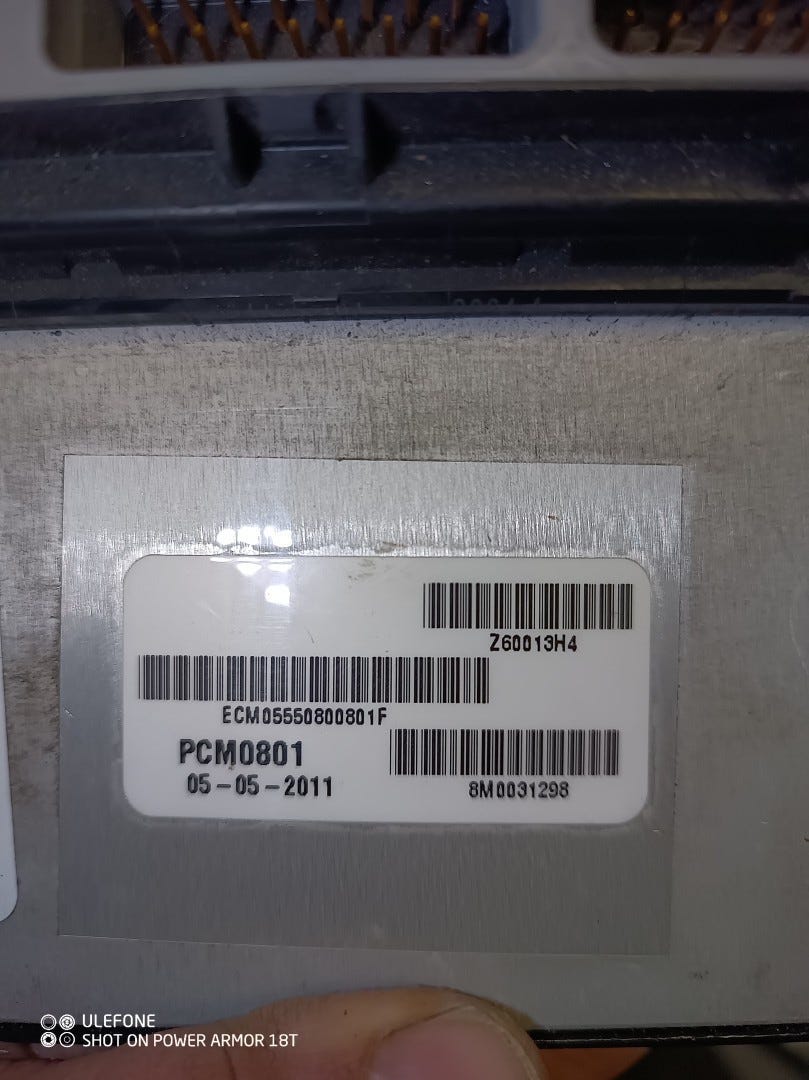 Z60013H4
ECM05550800801F
PCM0801
05-05-2011
8M0031298
ULEFONE
SHOT ON POWER ARMOR 18T